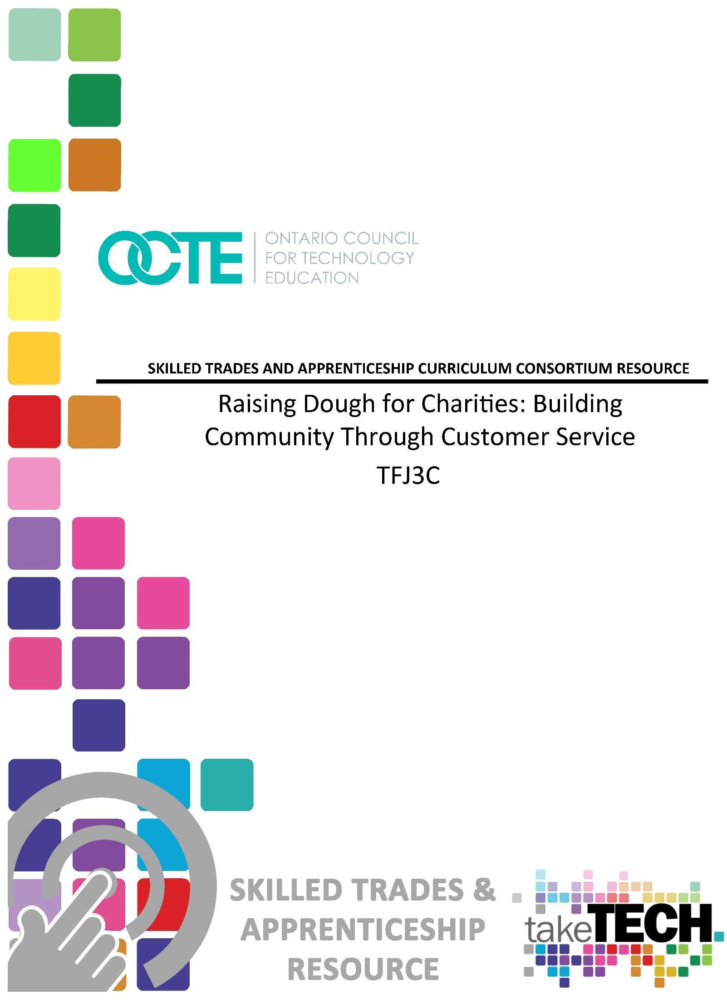 OCTE
ONTARIO COUNCIL
FOR TECHNOLOGY
EDUCATION
SKILLED TRADES AND APPRENTICESHIP CURRICULUM CONSORTIUM RESOURCE
Raising Dough for Charities: Building
Community Through Customer Service
TFJ3C
SKILLED TRADES &
APPRENTICESHIP
RESOURCE
takeTECH.